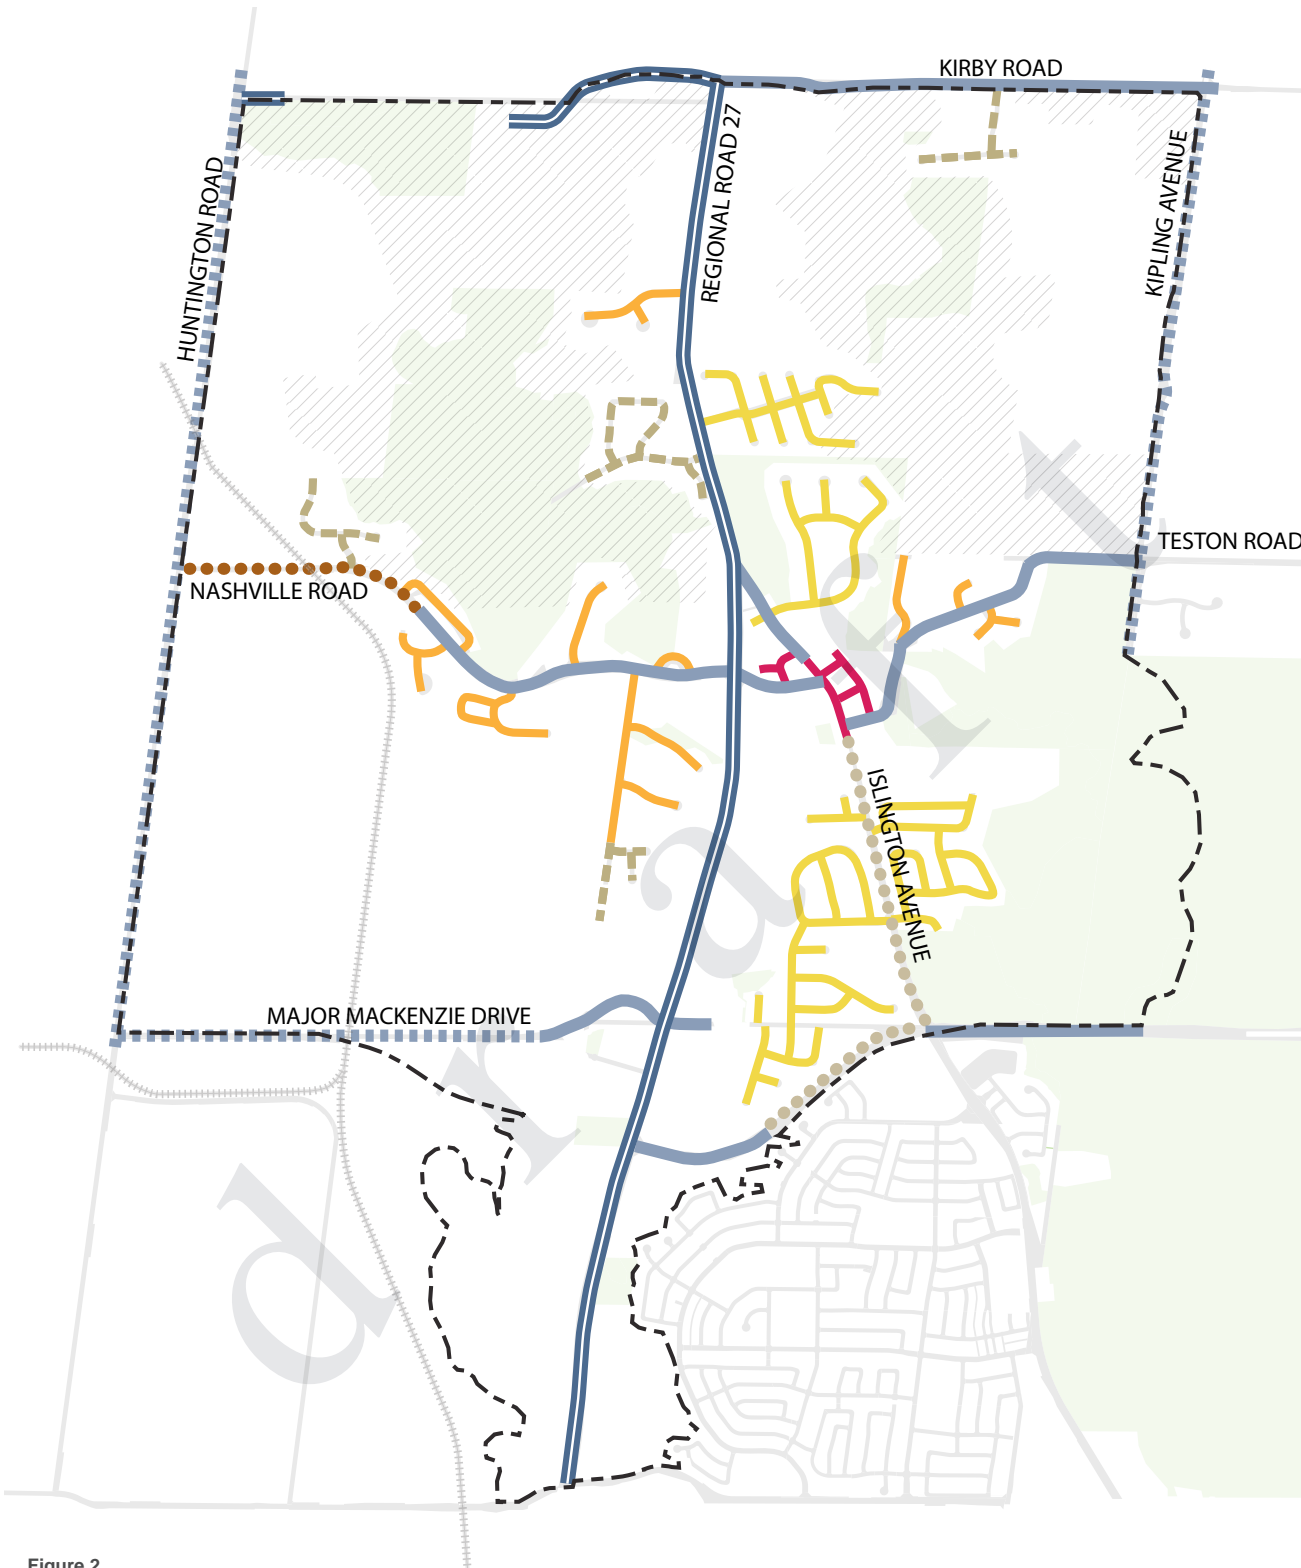 KIRBY ROAD
REGIONAL ROAD 27
KIPLING AVENUE
HUNTINGTON ROAD
TESTON ROAD
NASHVILLE ROAD
ISLINGTON AVENUE
MAJOR MACKENZIE DRIVE
draft
Figure 2